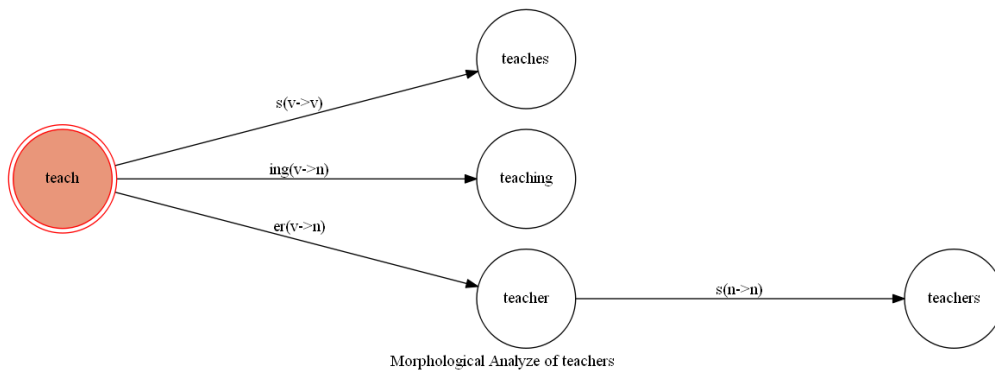 teaches
s(v->v)
teach
ing(v->n)
teaching
er(v->n)
teacher
s(n->n)
teachers
Morphological Analyze of teachers